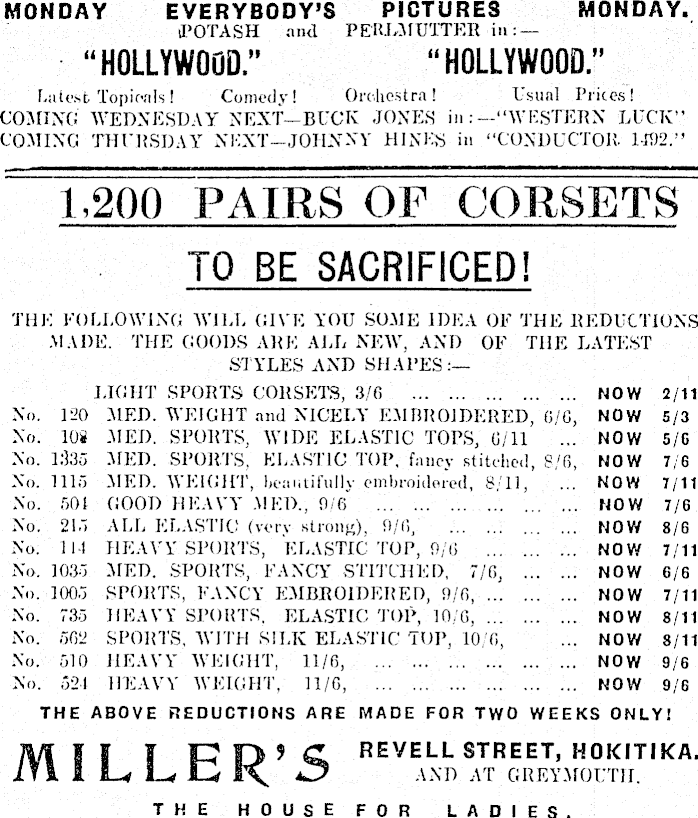 MONDAY EVERYBODY'S PICTURES MONDAY.
POTASH and PERLMUTTER in:—
"HOLLYWOOD." "HOLLYWOOD."
Latest Topicals! Comedy! Orchestra! Usual Prices!
COMING WEDNESDAY NEXT—BUCK JONES in:—"WESTERN LUCK"
COMING THURSDAY NEXT—JOHNNY HINES in "CONDUCTOR 1492."
1,200 PAIRS OF CORSETS
TO BE SACRIFICED!
THE FOLLOWING WILL GIVE YOU SOME IDEA OF THE REDUCTIONS
MADE. THE GOODS ARE ALL NEW, AND OF THE LATEST
STYLES AND SHAPES:—
LIGHT SPORTS CORSETS, 3/6 ... ... ... ... ... NOW 2/11
No. 120 MED. WEIGHT and NICELY EMBROIDERED, 6/6, NOW 5/3
No. 108 MED. SPORTS, WIDE ELASTIC TOPS, 6/11 ... NOW 5/6
No. 1335 MED. SPORTS, ELASTIC TOP, fancy stitched, 8/6, NOW 7/6
No. 1115 MED. WEIGHT, beautifully embroidered, 8/11, ... NOW 7/11
No. 504 GOOD HEAVY MED., 9/6 ... ... ... ... ... NOW 7/6
No. 215 ALL ELASTIC (very strong), 9/6, ... ... ... ... NOW 8/6
No. 114 HEAVY SPORTS, ELASTIC TOP, 9/6 ... ... ... NOW 7/11
No. 1035 MED. SPORTS, FANCY STITCHED, 7/6, ... ... NOW 6/6
No. 1005 SPORTS, FANCY EMBROIDERED, 9/6, ... ... ... NOW 7/11
No. 735 HEAVY SPORTS, ELASTIC TOP, 10/6, ... ... ... NOW 8/11
No. 562 SPORTS, WITH SILK ELASTIC TOP, 10/6, ... NOW 8/11
No. 510 HEAVY WEIGHT, 11/6, ... ... ... ... ... ... NOW 9/6
No. 524 HEAVY WEIGHT, 11/6, ... ... ... ... ... ... NOW 9/6
THE ABOVE REDUCTIONS ARE MADE FOR TWO WEEKS ONLY!
MILLER'S REVELL STREET, HOKITIKA.
AND AT GREYMOUTH.
THE HOUSE FOR LADIES.